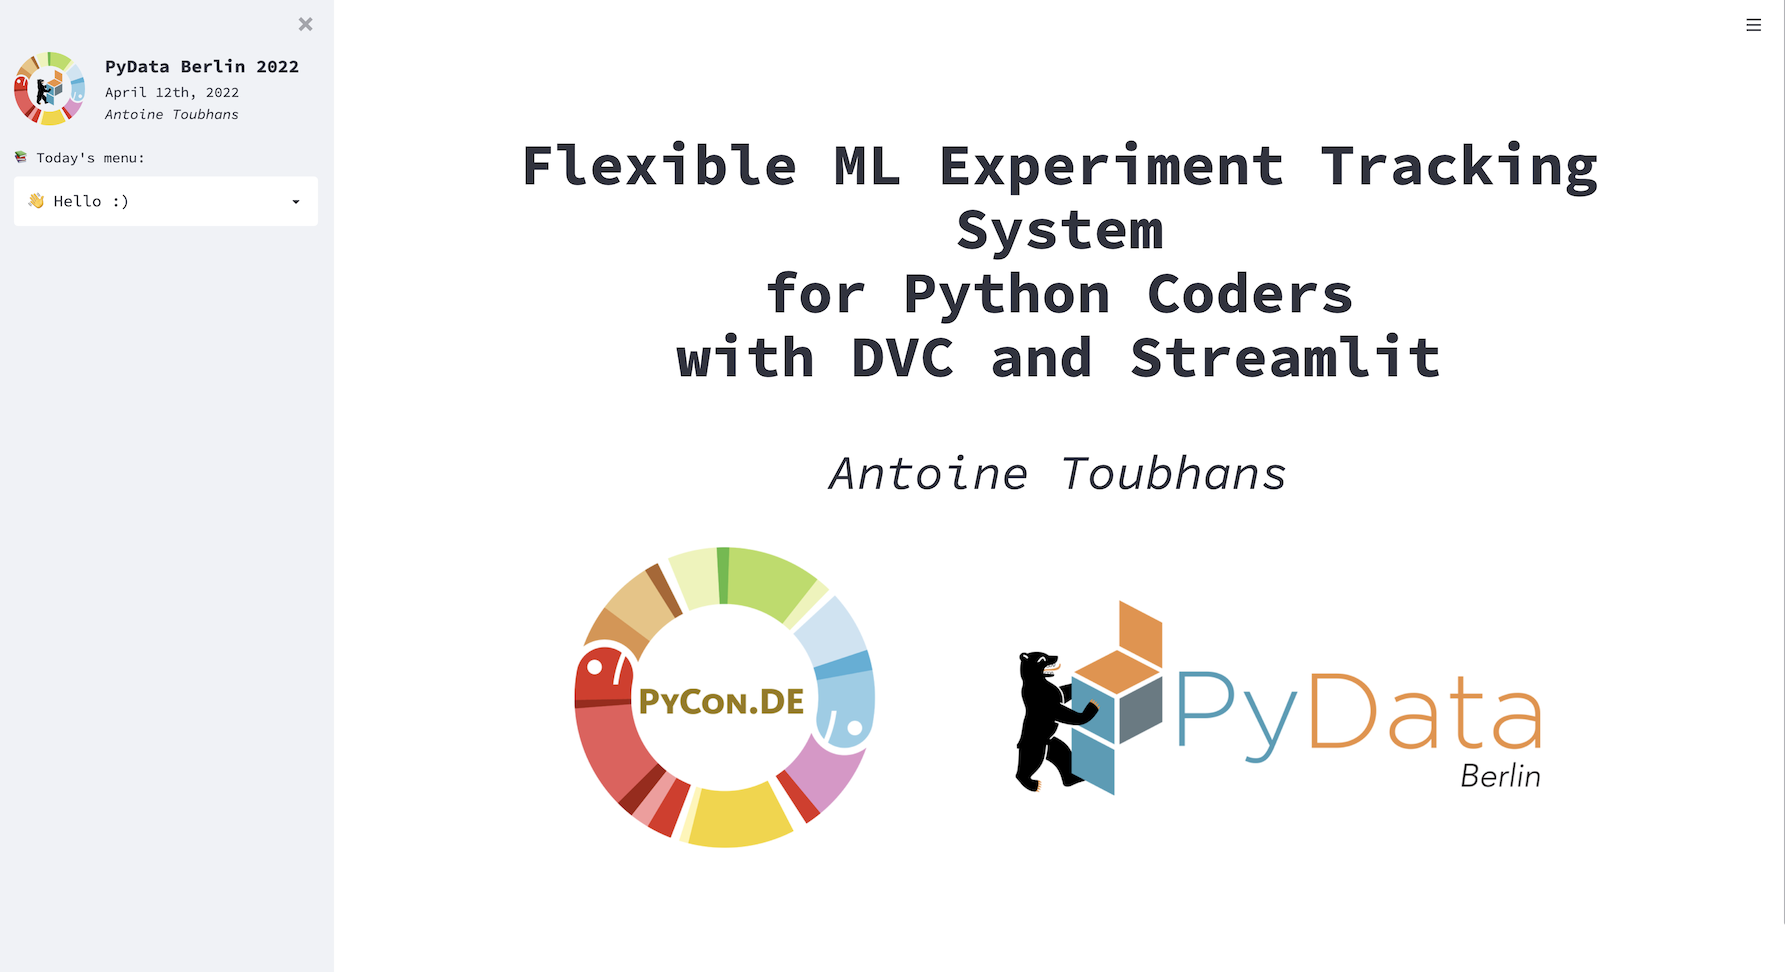 PyData Berlin 2022
April 12th, 2022
Antoine Toubhans
📚 Today's menu:
👋 Hello :)
Flexible ML Experiment Tracking
System
for Python Coders
with DVC and Streamlit
Antoine Toubhans
PyCon.DE
PyData
Berlin